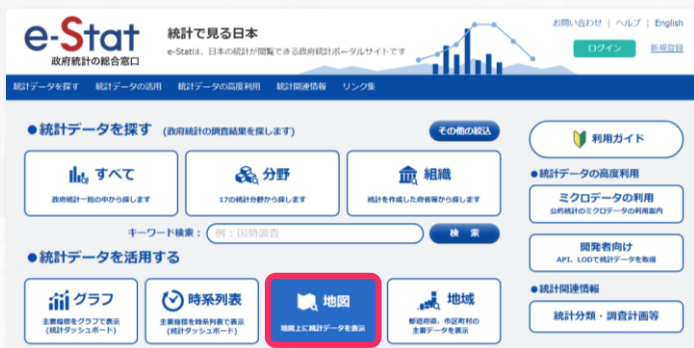 e-Stat
政府統計の総合窓口
統計で見る日本
e-Statは、日本の統計が閲覧できる政府統計ポータルサイトです
お問い合わせ | ヘルプ | English
ログイン
新規登録
統計データを探す 統計データの活用 統計データの高度利用 統計関連情報 リンク集
●統計データを探す (政府統計の調査結果を探します)
その他の絞込
すべて
政府統計一覧の中から探します
分野
17の統計分野から探します
組織
統計を作成した府省等から探します
キーワード検索: 例:国勢調査
検索
●統計データを活用する
グラフ
主要指標をグラフで表示
(統計ダッシュボード)
時系列表
主要指標を時系列表で表示
(統計ダッシュボード)
地図
地図上に統計データを表示
地域
都道府県、市区町村の
主要データを表示
利用ガイド
●統計データの高度利用
ミクロデータの利用
公的統計のミクロデータの利用案内
開発者向け
API、LODで統計データを取得
●統計関連情報
統計分類・調査計画等